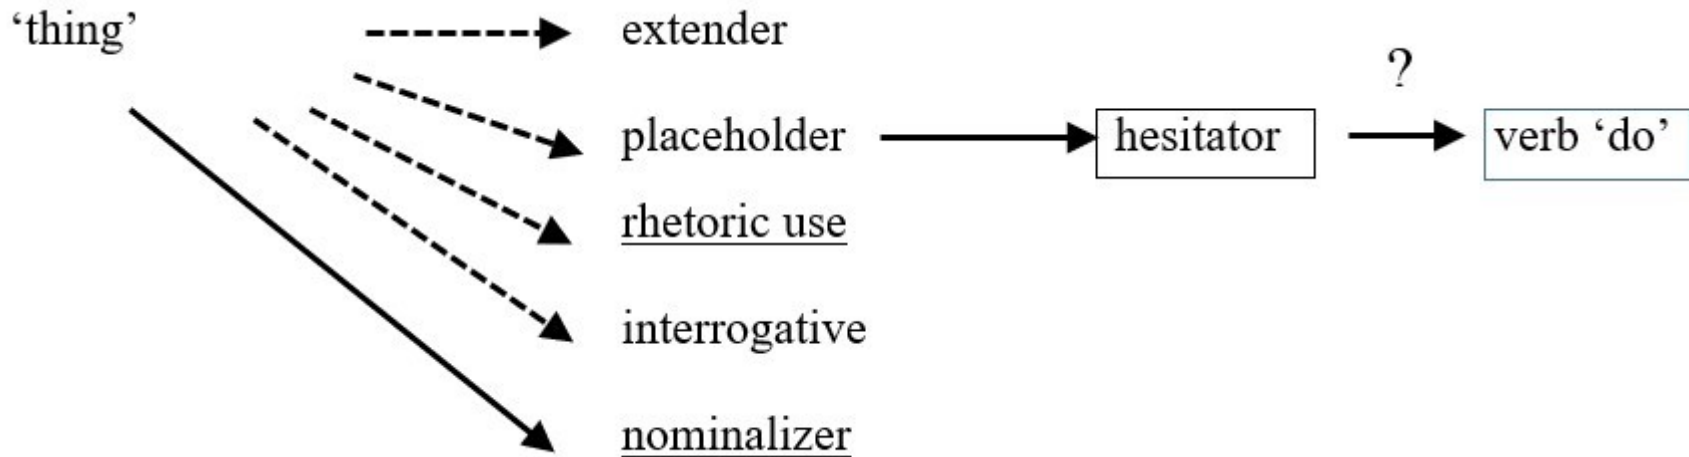 ‘thing’
extender
?
placeholder
hesitator
verb ‘do’
rhetoric use
interrogative
nominalizer